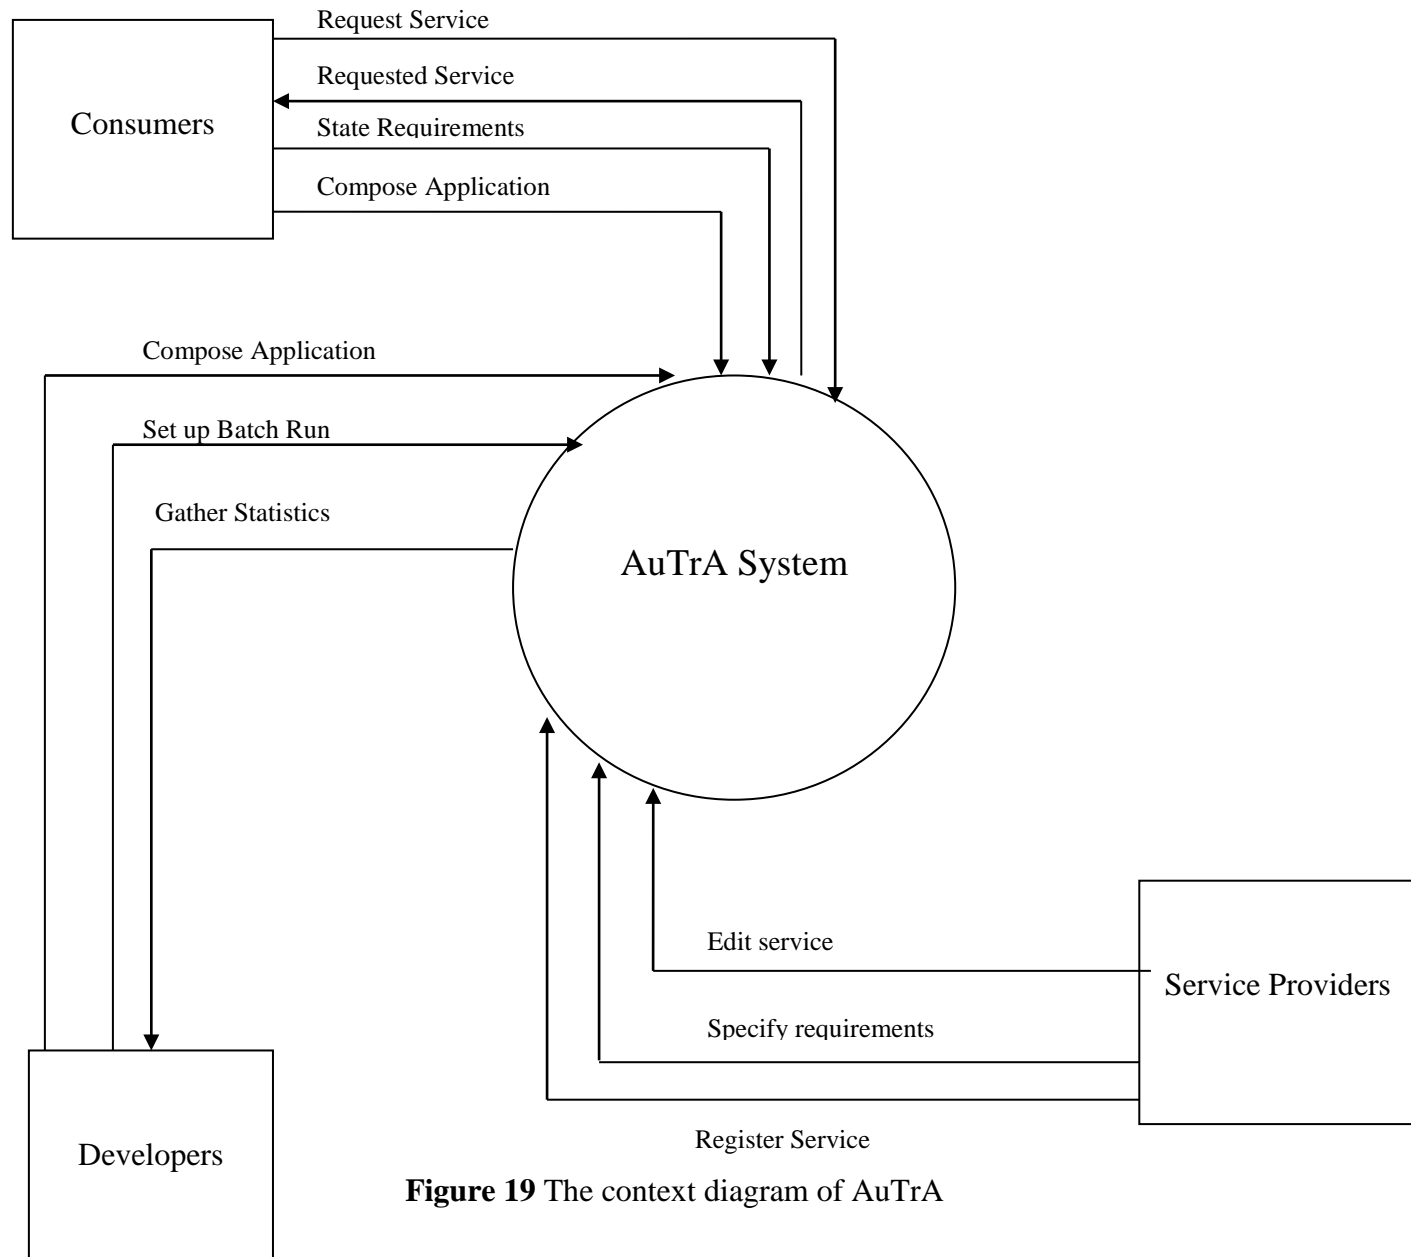 Request Service
Requested Service
Consumers
State Requirements
Compose Application
Compose Application
Set up Batch Run
Gather Statistics
AuTrA System
Edit service
Service Providers
Specify requirements
Register Service
Developers
Figure 19 The context diagram of AuTrA